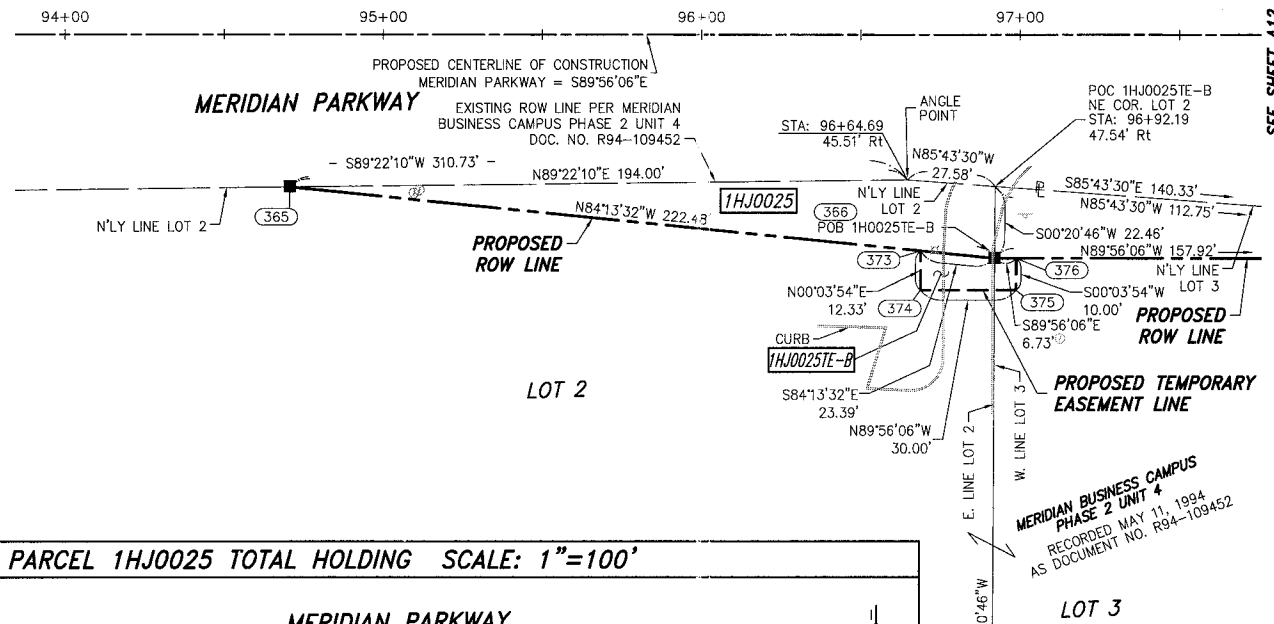 94+00
95+00
96+00
97+00
SEE SHEET A12
PROPOSED CENTERLINE OF CONSTRUCTION
MERIDIAN PARKWAY = S89°56'06"E
MERIDIAN PARKWAY
EXISTING ROW LINE PER MERIDIAN
BUSINESS CAMPUS PHASE 2 UNIT 4
DOC. NO. R94-109452
ANGLE
POINT
STA: 96+64.69
45.51' Rt
POC 1HJ0025TE-B
NE COR. LOT 2
STA: 96+92.19
47.54' Rt
- S89°22'10"W 310.73' -
N89°22'10"E 194.00'
N85°43'30"W
27.58'
N'LY LINE
LOT 2
S85°43'30"E 140.33'
N85°43'30"W 112.75'
365
N'LY LINE LOT 2
1HJ0025
366
N84°13'32"W 222.48'
POB 1H0025TE-B
S00°20'46"W 22.46'
N89°56'06"W 157.92'
PROPOSED
ROW LINE
373
376
N'LY LINE
LOT 3
N00°03'54"E
12.33'
374
375
S00°03'54"W
10.00'
S89°56'06"E
6.73'
PROPOSED
ROW LINE
CURB
1HJ0025TE-B
LOT 2
S84°13'32"E
23.39'
N89°56'06"W
30.00'
PROPOSED TEMPORARY
EASEMENT LINE
E. LINE LOT 2
W. LINE LOT 3
MERIDIAN BUSINESS CAMPUS
PHASE 2 UNIT 4
RECORDED MAY 11, 1994
AS DOCUMENT NO. R94-109452
0'46"W
LOT 3
PARCEL 1HJ0025 TOTAL HOLDING SCALE: 1"=100'
MERIDIAN PARKWAY